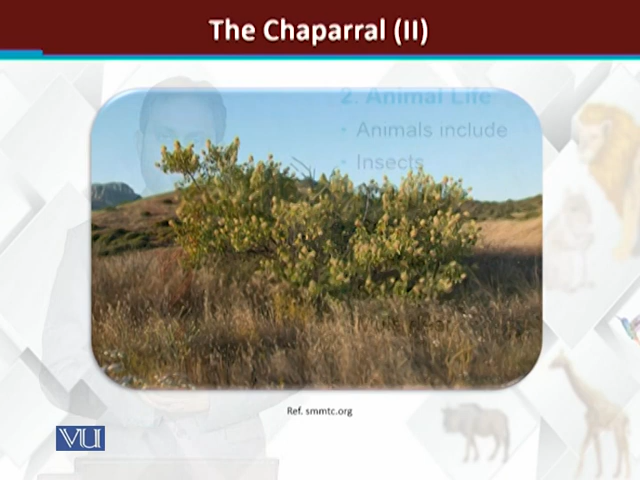 The Chaparral (II)
2. Animal Life
• Animals include
• Insects
Ref. smmtc.org
VU